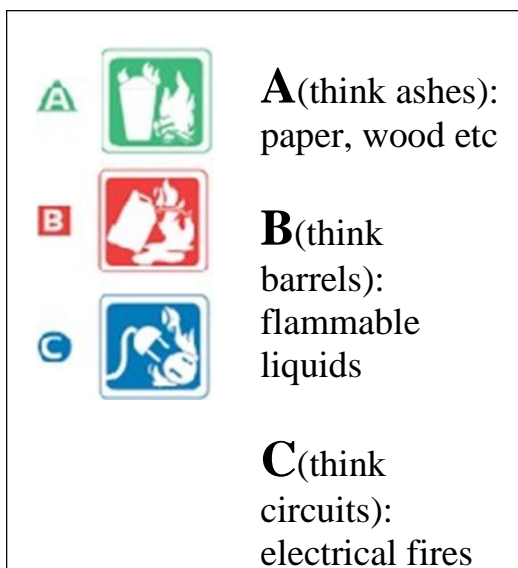 A
A(think ashes):
paper, wood etc
B
B(think
barrels):
flammable
liquids
C
C(think
circuits):
electrical fires